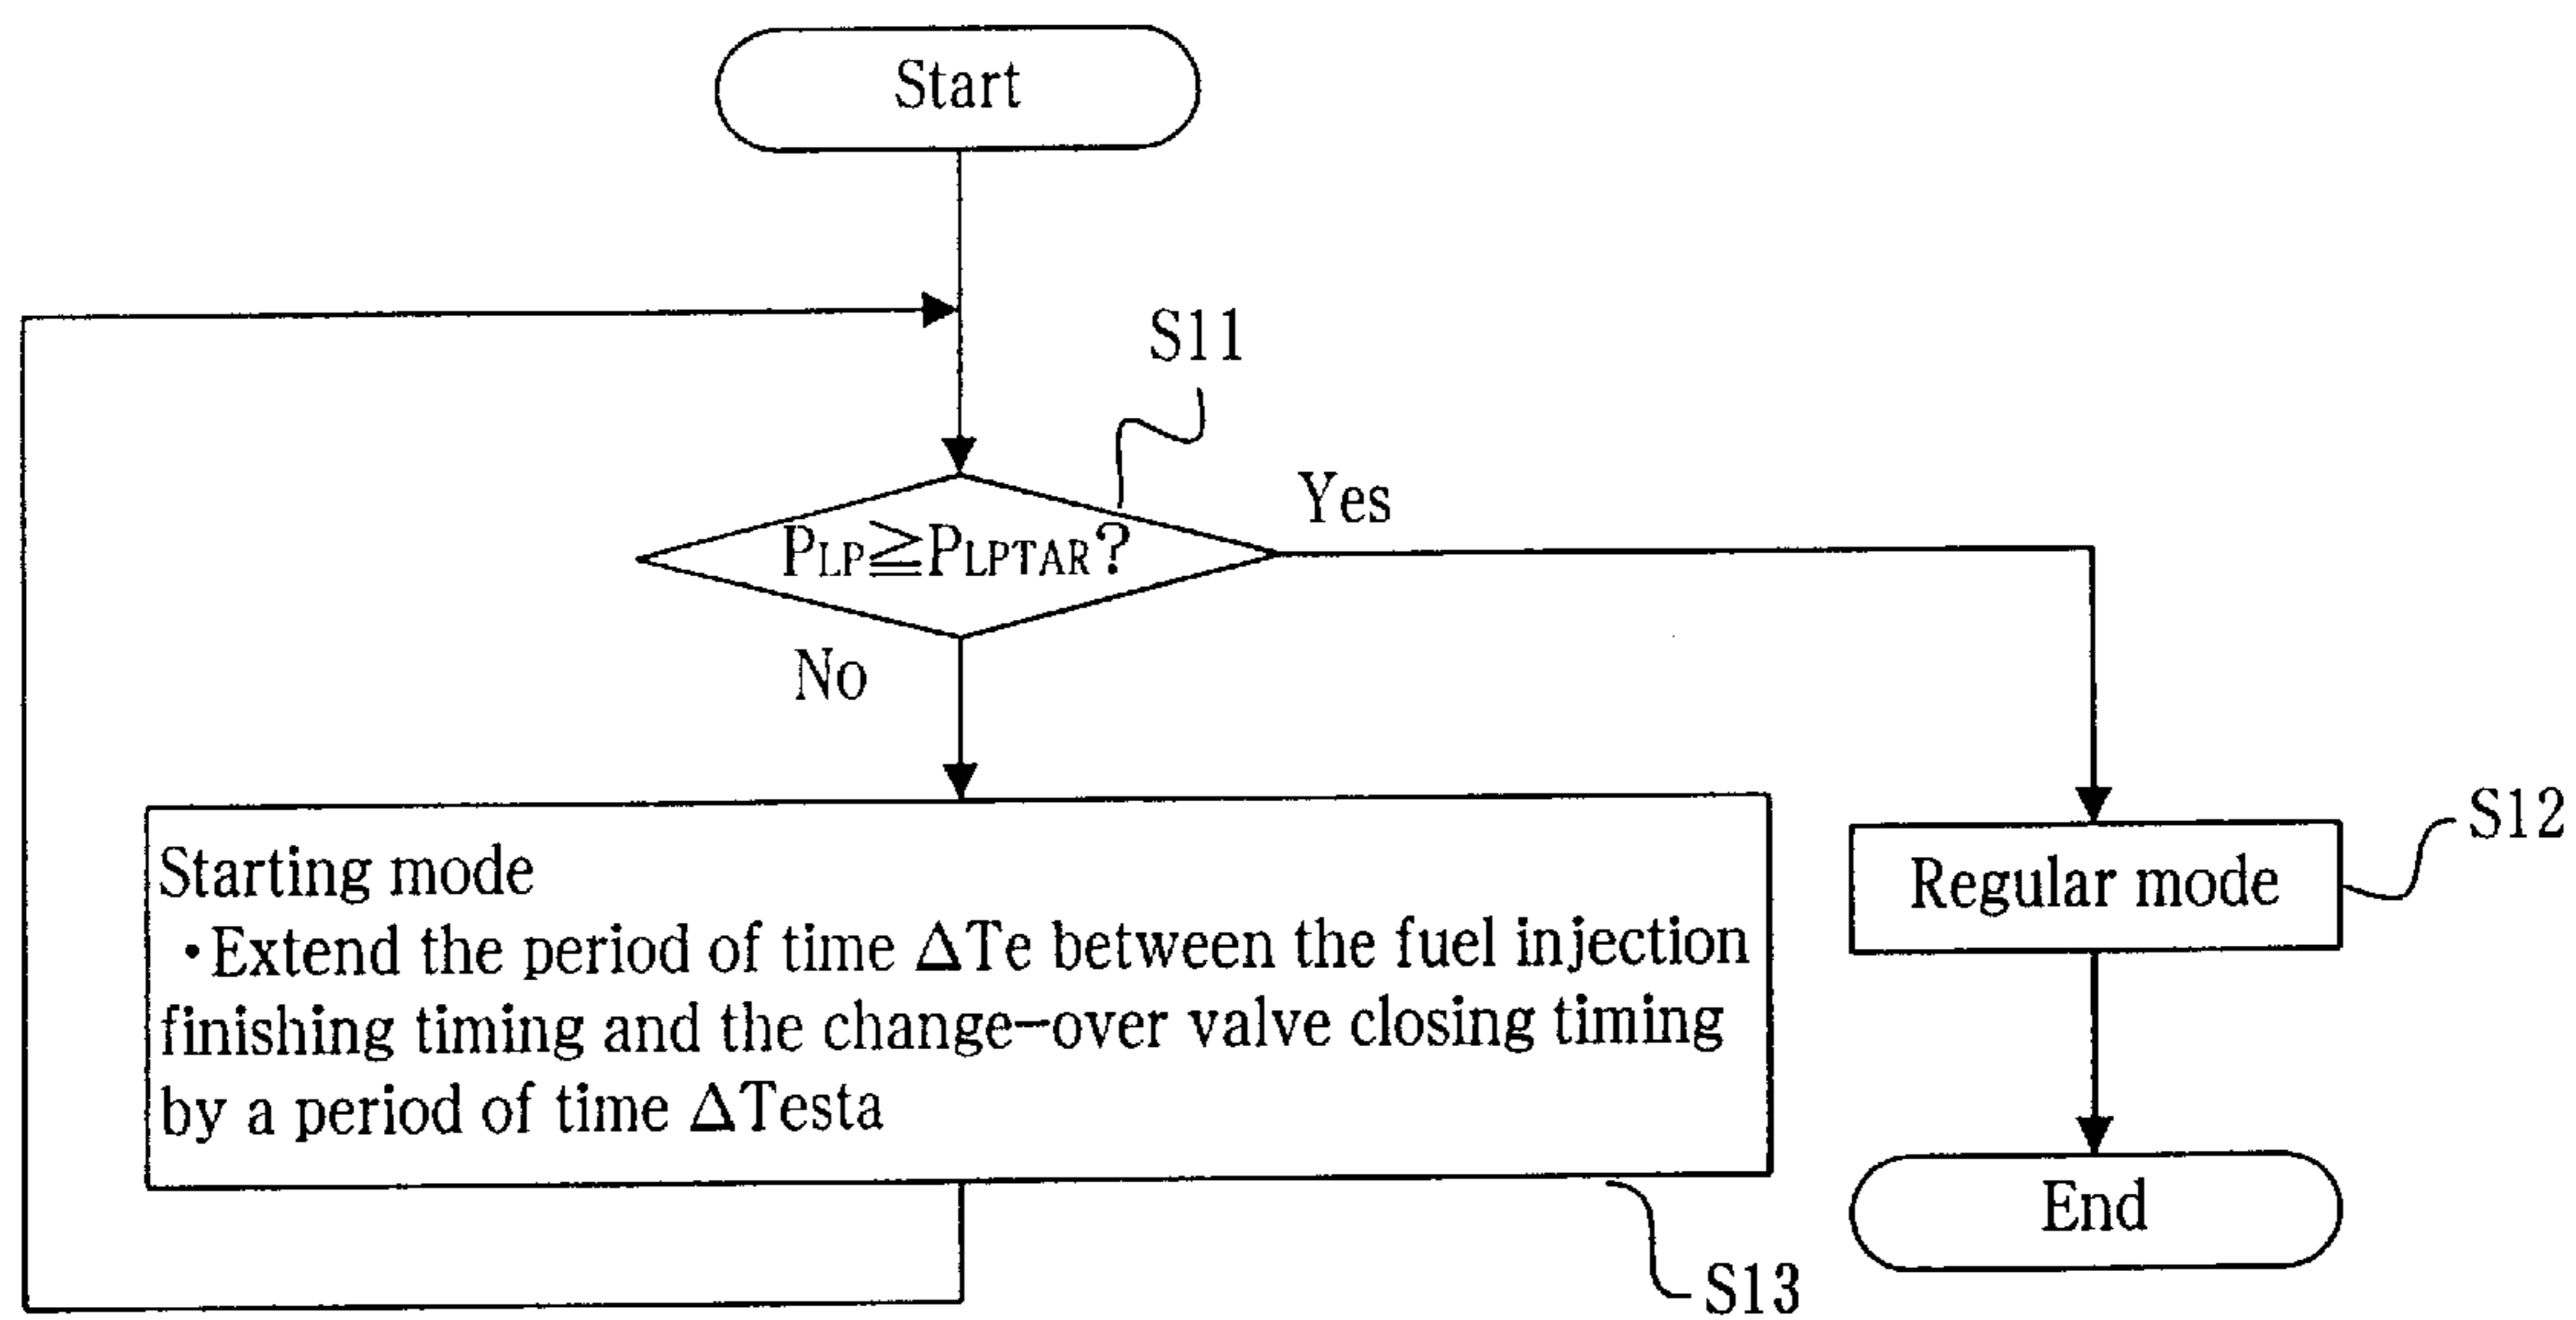 Start
S11
PLP≧PLPTAR?
Yes
No
Starting mode
・Extend the period of time ΔTe between the fuel injection
finishing timing and the change-over valve closing timing
by a period of time ΔTesta
S12
Regular mode
End
S13